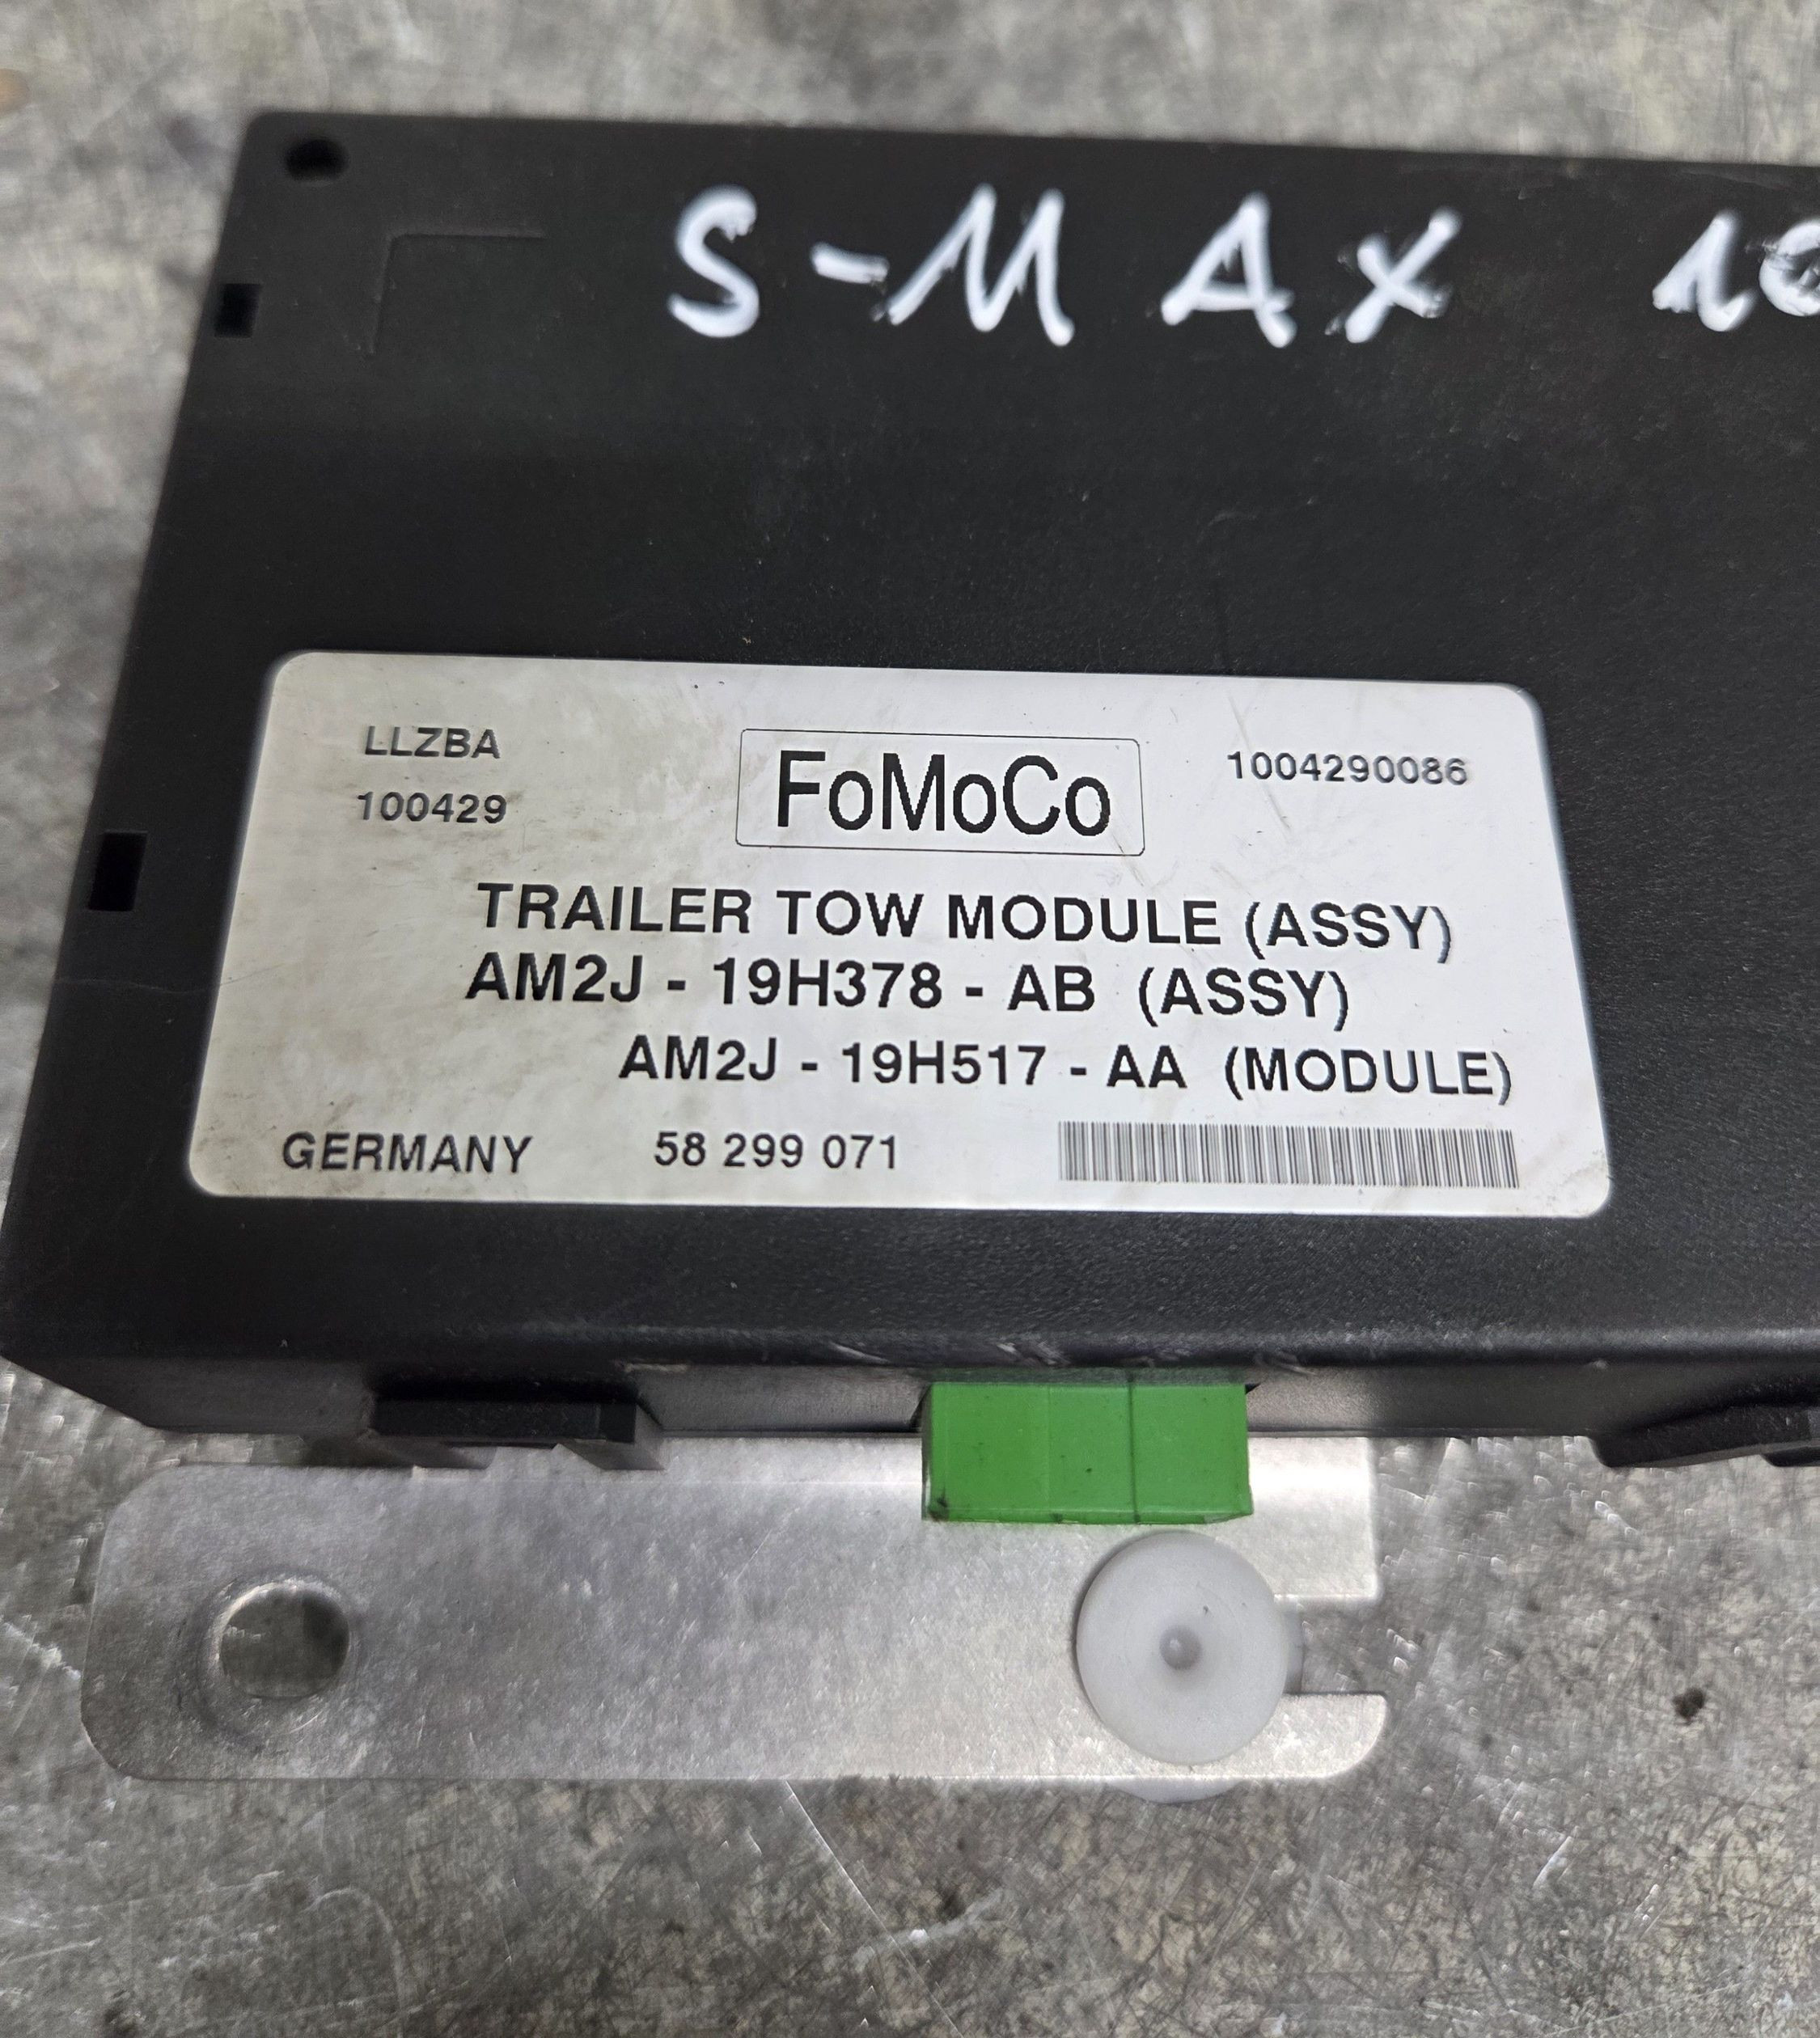 S-MAX
LLZBA
100429
FoMoCo
1004290086
TRAILER TOW MODULE (ASSY)
AM2J - 19H378 - AB (ASSY)
AM2J - 19H517 - AA (MODULE)
GERMANY 58 299 071